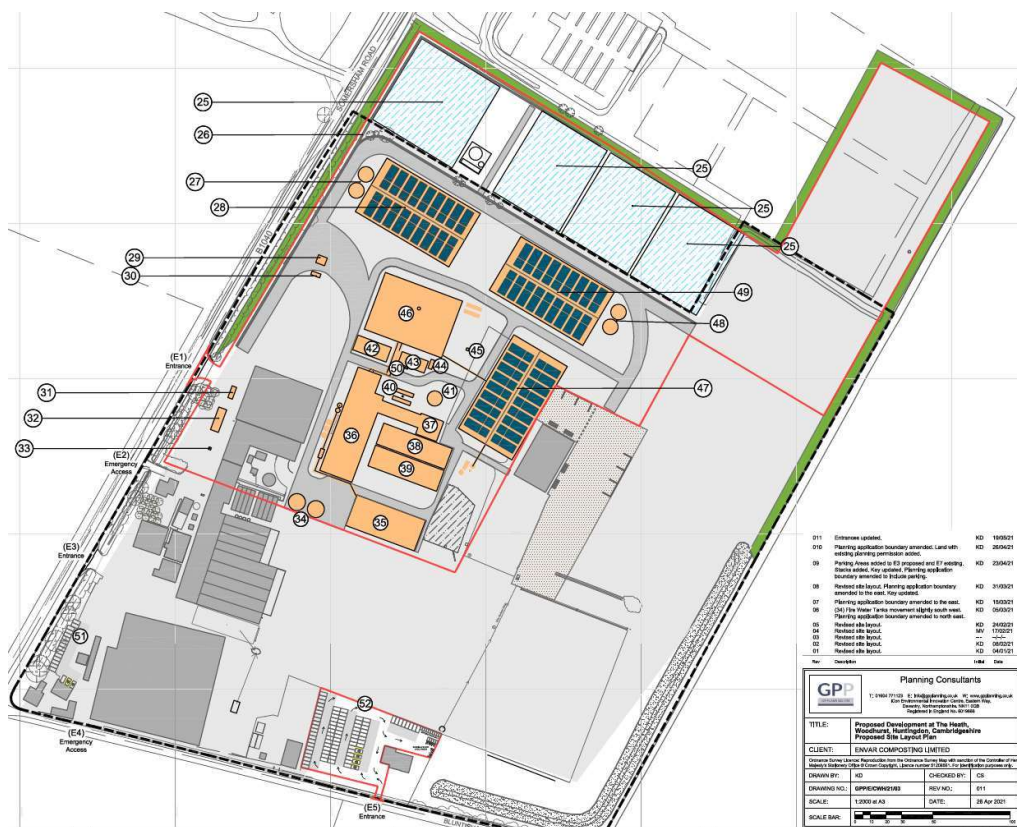 SOMERSHAM ROAD
25
26
27
28
25
25
25
B1040
29
30
49
48
46
42
43
44
45
50
40
41
47
(E1)
Entrance
31
32
33
36
37
38
39
(E2)
Emergency
Access
34
35
(E3)
Entrance
51
52
(E4)
Emergency
Access
(E5)
Entrance
011 Entrances updated. KD 19/05/21
010 Planning application boundary amended. Land with KD 26/04/21
existing planning permission added.
09 Parking Areas added to E3 proposed and E7 existing. KD 23/04/21
Stacks added. Key updated. Planning application
boundary amended to include parking.
08 Revised site layout. Planning application boundary KD 31/03/21
amended to the east. Key updated.
07 Planning application boundary amended to the east. KD
06 (34) Fire Water Tanks movement slightly south west. KD 05/03/21
Planning application boundary amended to north east.
05 Revised site layout. KD 24/02/21
04 Revised site layout. MV 17/02/21
03 Revised site layout.
02 Revised site layout. KD 08/02/21
01 Revised site layout. KD 04/01/21
Rev Description Initial Date
GPP
Planning Consultants
TITLE: Proposed Development at The Heath,
Woodhurst, Huntingdon, Cambridgeshire
Proposed Site Layout Plan
CLIENT: ENVAR COMPOSTING LIMITED
DRAWN BY: KD CHECKED BY: CS
DRAWING NO.: REV NO.: 011
SCALE: 1:2000 at A3 DATE: 26 Apr 2021
SCALE BAR: